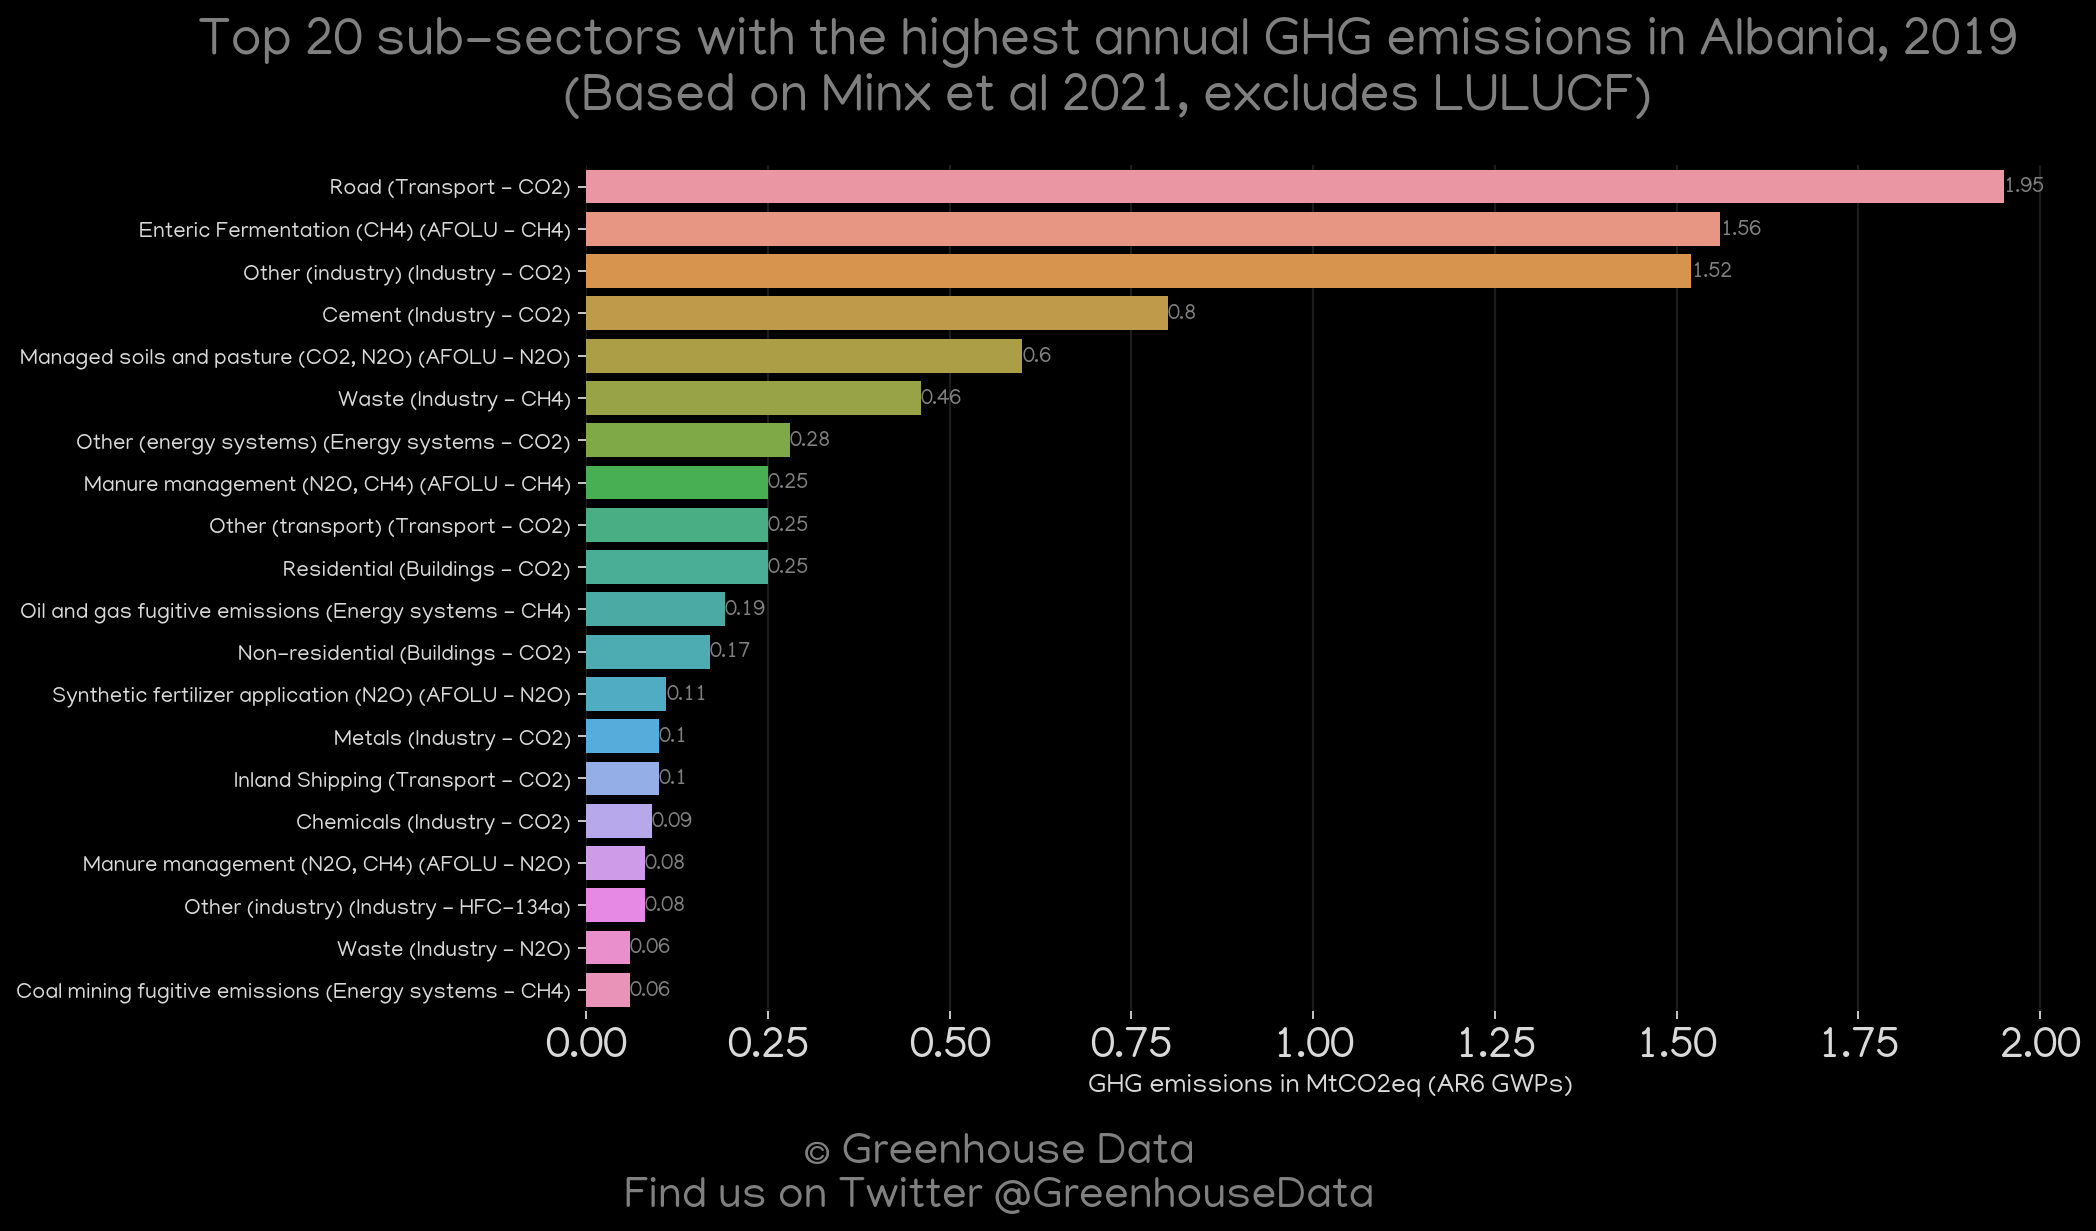 Top 20 sub-sectors with the highest annual GHG emissions in Albania, 2019
(Based on Minx et al 2021, excludes LULUCF)
Road (Transport - CO2) 1.95
Enteric Fermentation (CH4) (AFOLU - CH4) 1.56
Other (industry) (Industry - CO2) 1.52
Cement (Industry - CO2) 0.8
Managed soils and pasture (CO2, N2O) (AFOLU - N2O) 0.6
Waste (Industry - CH4) 0.46
Other (energy systems) (Energy systems - CO2) 0.28
Manure management (N2O, CH4) (AFOLU - CH4) 0.25
Other (transport) (Transport - CO2) 0.25
Residential (Buildings - CO2) 0.25
Oil and gas fugitive emissions (Energy systems - CH4) 0.19
Non-residential (Buildings - CO2) 0.17
Synthetic fertilizer application (N2O) (AFOLU - N2O) 0.11
Metals (Industry - CO2) 0.1
Inland Shipping (Transport - CO2) 0.1
Chemicals (Industry - CO2) 0.09
Manure management (N2O, CH4) (AFOLU - N2O) 0.08
Other (industry) (Industry - HFC-134a) 0.08
Waste (Industry - N2O) 0.06
Coal mining fugitive emissions (Energy systems - CH4) 0.06
0.00 0.25 0.50 0.75 1.00 1.25 1.50 1.75 2.00
GHG emissions in MtCO2eq (AR6 GWPs)
© Greenhouse Data
Find us on Twitter @GreenhouseData